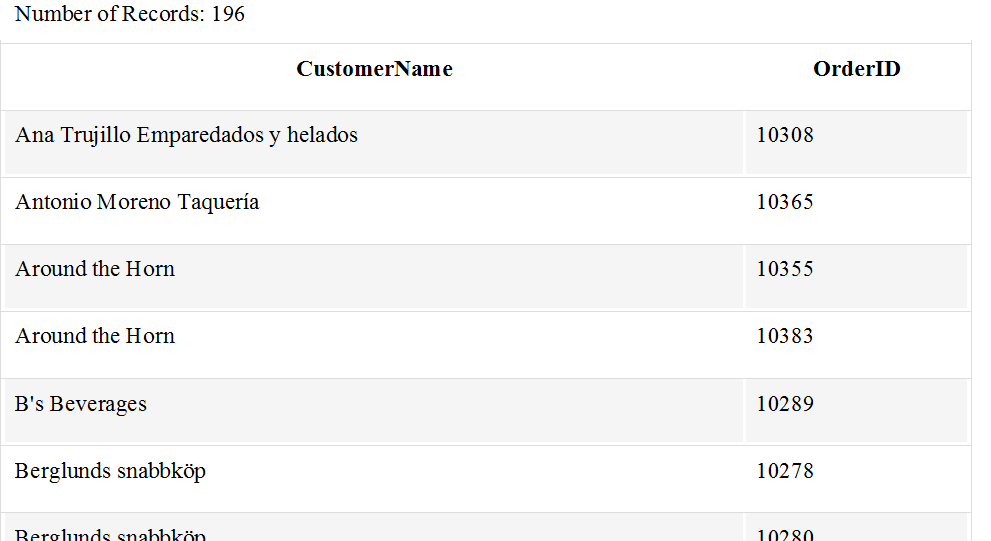 Number of Records: 196
CustomerName OrderID
Ana Trujillo Emparedados y helados 10308
Antonio Moreno Taquería 10365
Around the Horn 10355
Around the Horn 10383
B's Beverages 10289
Berglunds snabbköp 10278
Berglunds snabbköp 10280